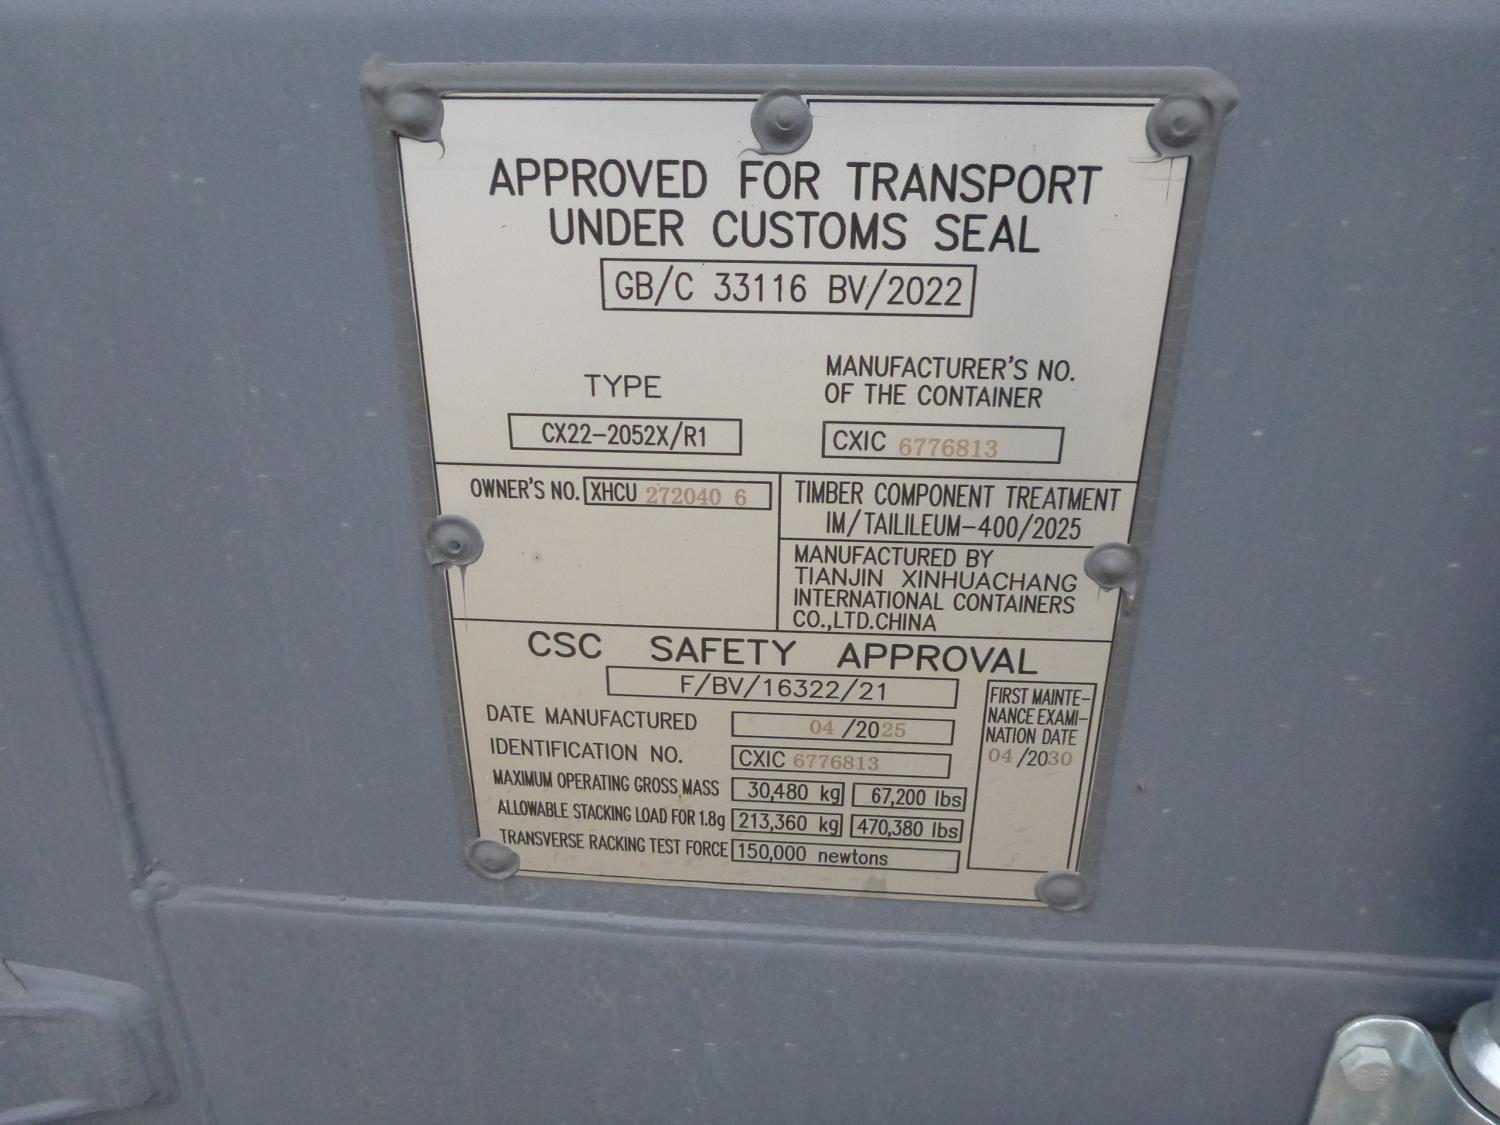 APPROVED FOR TRANSPORT
UNDER CUSTOMS SEAL
GB/C 33116 BV/2022
TYPE
CX22-2052X/R1
MANUFACTURER'S NO.
OF THE CONTAINER
CXIC 6776813
OWNER'S NO. XHCU 272040 6
TIMBER COMPONENT TREATMENT
IM/TAILILEUM-400/2025
MANUFACTURED BY
TIANJIN XINHUACHANG
INTERNATIONAL CONTAINERS
CO.,LTD.CHINA
CSC SAFETY APPROVAL
F/BV/16322/21
DATE MANUFACTURED 04/2025
IDENTIFICATION NO. CXIC 6776813
MAXIMUM OPERATING GROSS MASS 30,480 kg 67,200 lbs
ALLOWABLE STACKING LOAD FOR 1.8g 213,360 kg 470,380 lbs
TRANSVERSE RACKING TEST FORCE 150,000 newtons
FIRST MAINTE-
NANCE EXAMI-
NATION DATE
04/2030